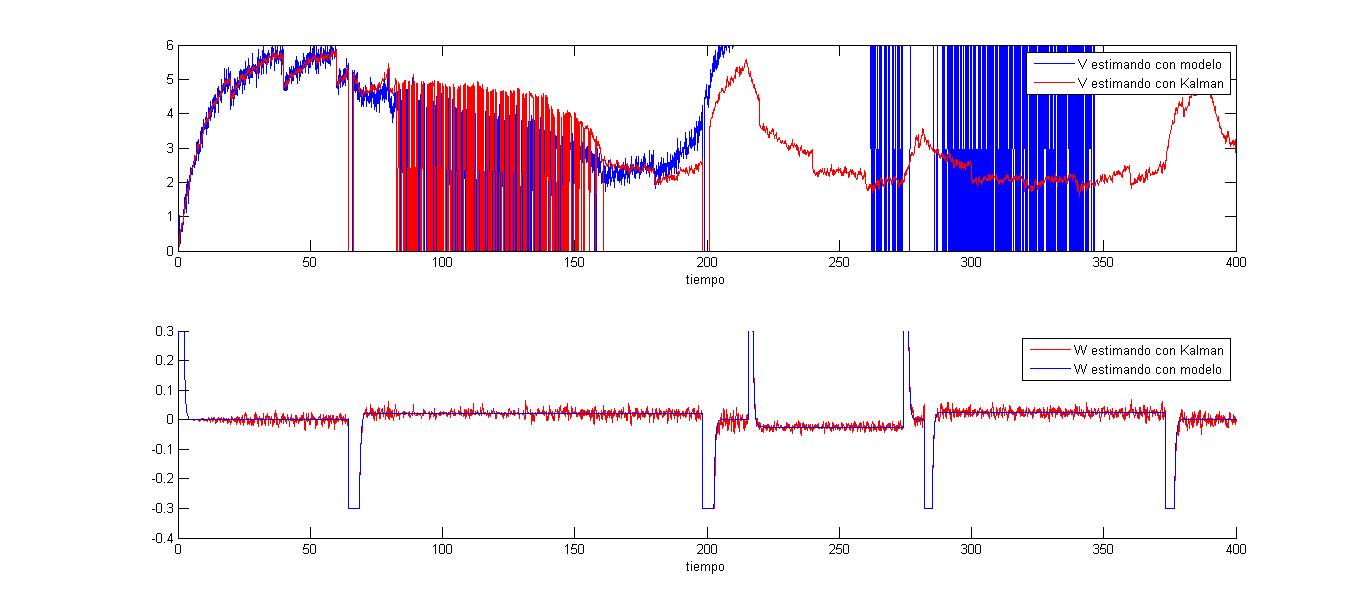 6
5
4
3
2
1
0
0 50 100 150 200 250 300 350 400
tiempo
V estimando con modelo
V estimando con Kalman
0.3
0.2
0.1
0
-0.1
-0.2
-0.3
-0.4
0 50 100 150 200 250 300 350 400
tiempo
W estimando con Kalman
W estimando con modelo